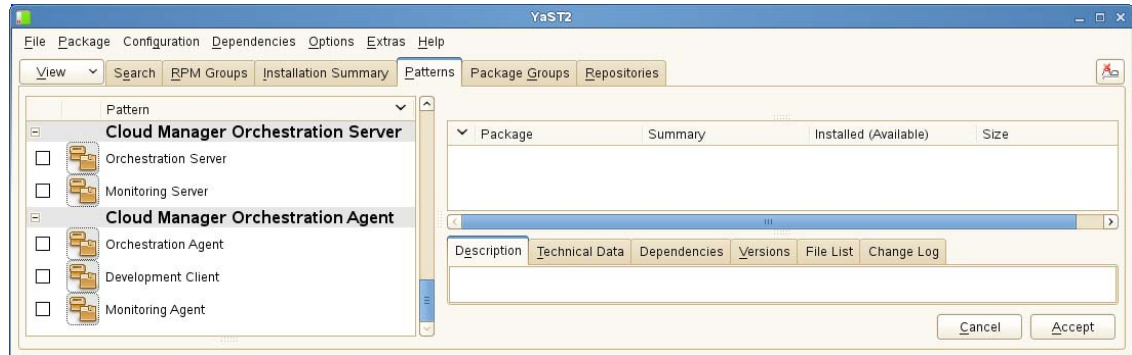 YaST2
File Package Configuration Dependencies Options Extras Help
View Search RPM Groups Installation Summary Patterns Package Groups Repositories
Pattern
Cloud Manager Orchestration Server
Orchestration Server
Monitoring Server
Cloud Manager Orchestration Agent
Orchestration Agent
Development Client
Monitoring Agent
Package Summary Installed (Available) Size
Description Technical Data Dependencies Versions File List Change Log
Cancel Accept